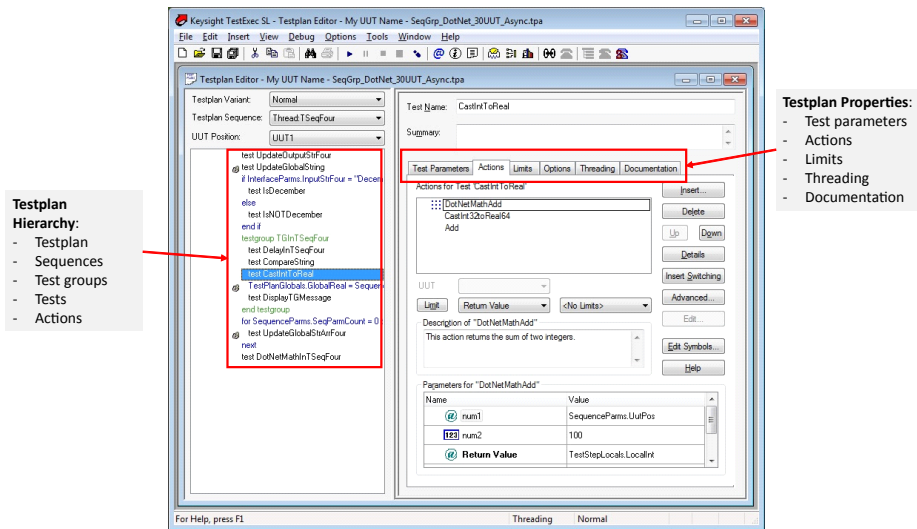 Keysight TestExec SL - Testplan Editor - My UUT Name - SeqGrp_DotNet_30UUT_Async.tpa
File Edit Insert View Debug Options Tools Window Help
Testplan Editor - My UUT Name - SeqGrp_DotNet_30UUT_Async.tpa
Testplan Variant: Normal
Testplan Sequence: Thread:TSeqFour
UUT Position: UUT1
test UpdateOutputStrFour
test UpdateGlobalString
if InterfaceParms.InputStrFour = "Decem
test IsDecember
else
test IsNOTDecember
end if
testgroup TGInTSeqFour
test DelayInTSeqFour
test CompareString
test CastIntToReal
TestPlanGlobals.GlobalReal = Sequen
test DisplayTGMessage
end testgroup
for SequenceParms.SeqParmCount = 0
test UpdateGlobalStrArrFour
next
test DotNetMathInTSeqFour
Test Name: CastIntToReal
Summary:
Test Parameters Actions Limits Options Threading Documentation
Actions for Test 'CastIntToReal'
DotNetMathAdd
CastInt32toReal64
Add
Insert...
Delete
Up Down
Details
Insert Switching
Advanced...
Edit...
Edit Symbols...
Help
UUT
Limit Return Value <No Limits>
Description of "DotNetMathAdd"
This action returns the sum of two integers.
Parameters for "DotNetMathAdd"
Name Value
@ num1 SequenceParms.UutPos
123 num2 100
@ Return Value TestStepLocals.LocalInt
For Help, press F1 Threading Normal
Testplan
Hierarchy:
- Testplan
- Sequences
- Test groups
- Tests
- Actions
Testplan Properties:
- Test parameters
- Actions
- Limits
- Threading
- Documentation